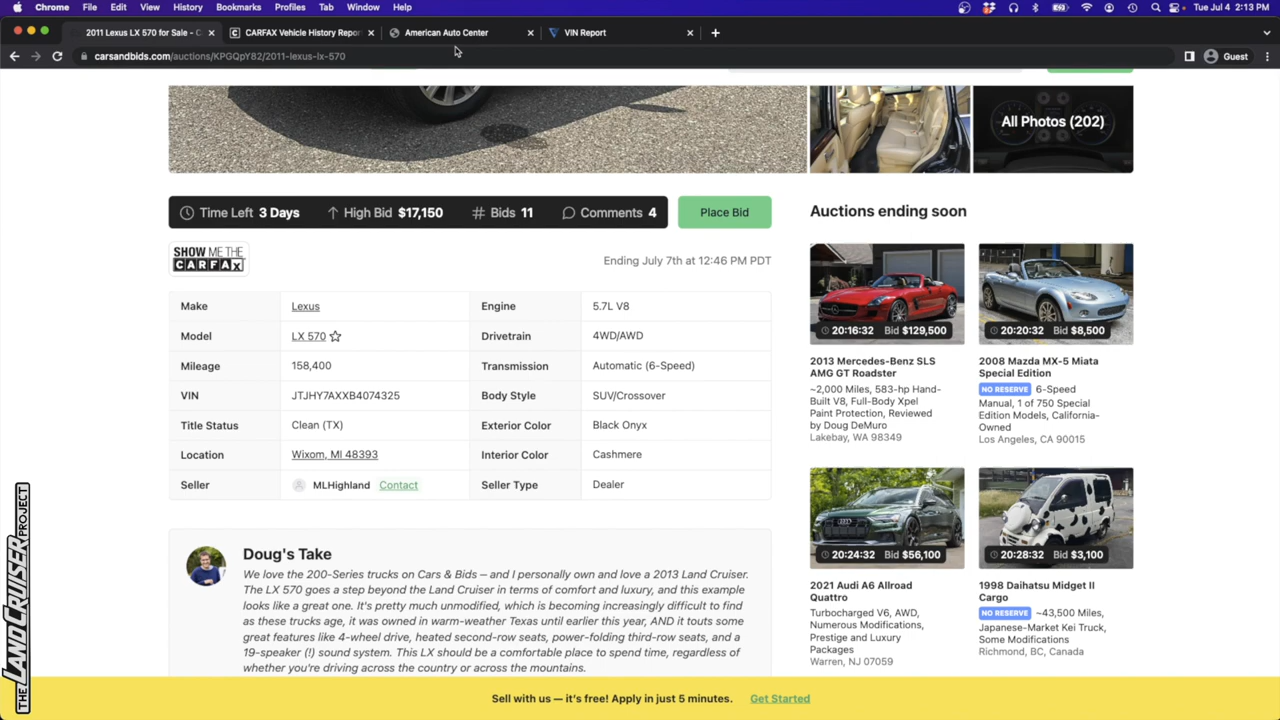 Chrome File Edit View History Bookmarks Profiles Tab Window Help Tue Jul 4 2:13 PM
2011 Lexus LX 570 for Sale - C CARFAX Vehicle History Repor American Auto Center VIN Report
carsandbids.com/auctions/KPGQpY82/2011-lexus-lx-570 Guest
All Photos (202)
Time Left 3 Days High Bid $17,150 # Bids 11 Comments 4 Place Bid
SHOW ME THE
CARFAX
Ending July 7th at 12:46 PM PDT
Make Lexus Engine 5.7L V8
Model LX 570 Drivetrain 4WD/AWD
Mileage 158,400 Transmission Automatic (6-Speed)
VIN JTJHY7AXXB4074325 Body Style SUV/Crossover
Title Status Clean (TX) Exterior Color Black Onyx
Location Wixom, MI 48393 Interior Color Cashmere
Seller MLHighland Contact Seller Type Dealer
Doug's Take
We love the 200-Series trucks on Cars & Bids – and I personally own and love a 2013 Land Cruiser.
The LX 570 goes a step beyond the Land Cruiser in terms of comfort and luxury, and this example
looks like a great one. It's pretty much unmodified, which is becoming increasingly difficult to find
as these trucks age, it was owned in warm-weather Texas until earlier this year, AND it touts some
great features like 4-wheel drive, heated second-row seats, power-folding third-row seats, and a
19-speaker (!) sound system. This LX should be a comfortable place to spend time, regardless of
whether you're driving across the country or across the mountains.
Auctions ending soon
20:16:32 Bid $129,500
2013 Mercedes-Benz SLS
AMG GT Roadster
~2,000 Miles, 583-hp Hand-
Built V8, Full-Body Xpel
Paint Protection, Reviewed
by Doug DeMuro
Lakebay, WA 98349
20:20:32 Bid $8,500
2008 Mazda MX-5 Miata
Special Edition
NO RESERVE 6-Speed
Manual, 1 of 750 Special
Edition Models, California-
Owned
Los Angeles, CA 90015
20:24:32 Bid $56,100
2021 Audi A6 Allroad
Quattro
Turbocharged V6, AWD,
Numerous Modifications,
Prestige and Luxury
Packages
Warren, NJ 07059
20:28:32 Bid $3,100
1998 Daihatsu Midget II
Cargo
NO RESERVE ~43,500 Miles,
Japanese-Market Kei Truck,
Some Modifications
Richmond, BC, Canada
Sell with us — it's free! Apply in just 5 minutes. Get Started
THE LAND CRUISER PROJECT